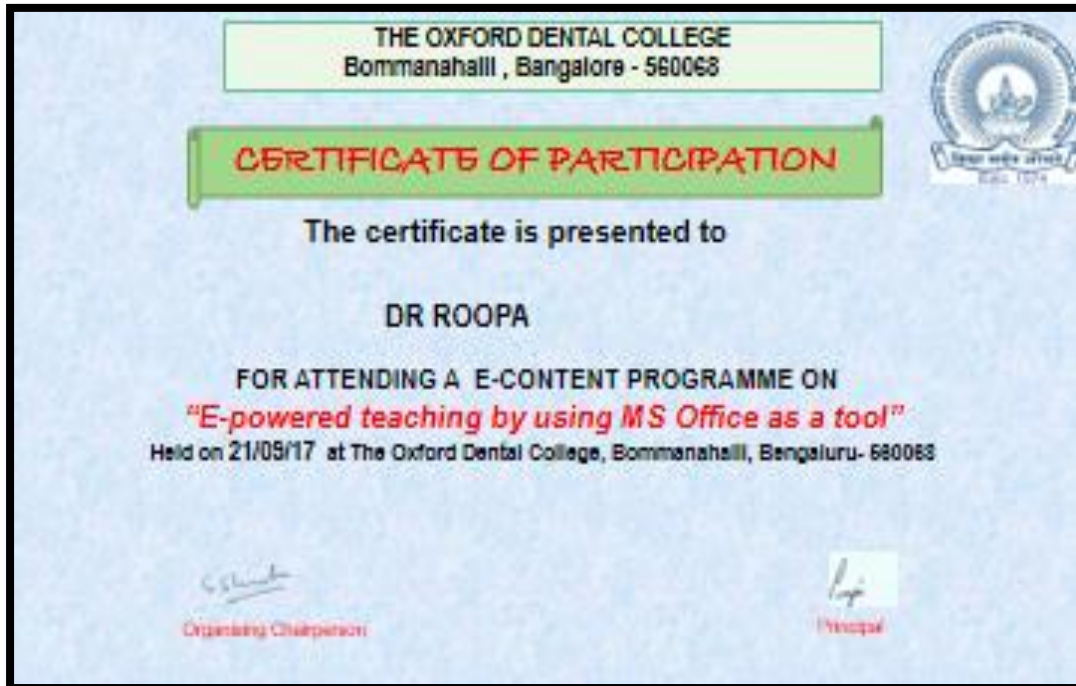 THE OXFORD DENTAL COLLEGE
Bommanahalli , Bangalore - 560068
CERTIFICATE OF PARTICIPATION
The certificate is presented to
DR ROOPA
FOR ATTENDING A E-CONTENT PROGRAMME ON
“E-powered teaching by using MS Office as a tool”
Held on 21/09/17 at The Oxford Dental College, Bommanahalli, Bengaluru- 560068
Organising Chairperson
Principal